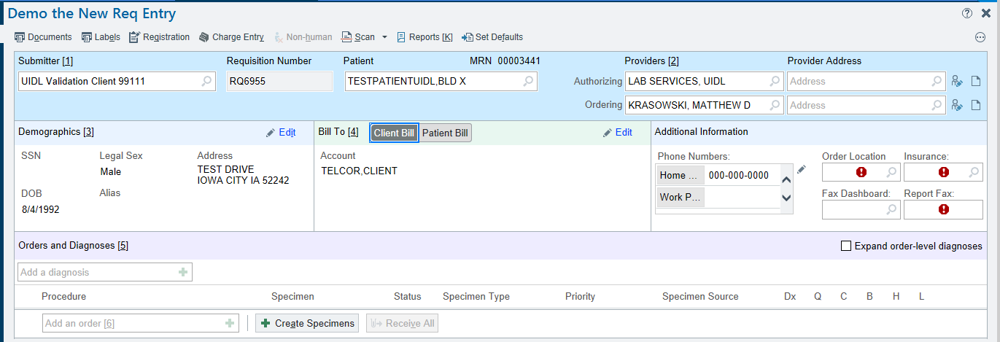 Demo the New Req Entry
Documents Labels Registration Charge Entry Non-human Scan Reports [K] Set Defaults
Submitter [1] Requisition Number Patient MRN 00003441 Providers [2] Provider Address
UIDL Validation Client 99111 RQ6955 TESTPATIENTUIDL,BLD X Authorizing LAB SERVICES, UIDL Address
Ordering KRASOWSKI, MATTHEW D Address
Demographics [3] Edit Bill To [4] Client Bill Patient Bill Edit Additional Information
SSN Legal Sex Address Account Phone Numbers: Order Location Insurance:
Male TEST DRIVE TELCOR,CLIENT Home ... 000-000-0000
IOWA CITY IA 52242
DOB Alias Work P... Fax Dashboard: Report Fax:
8/4/1992
Orders and Diagnoses [5] Expand order-level diagnoses
Add a diagnosis
Procedure Specimen Status Specimen Type Priority Specimen Source Dx Q C B H L
Add an order [6] Create Specimens Receive All